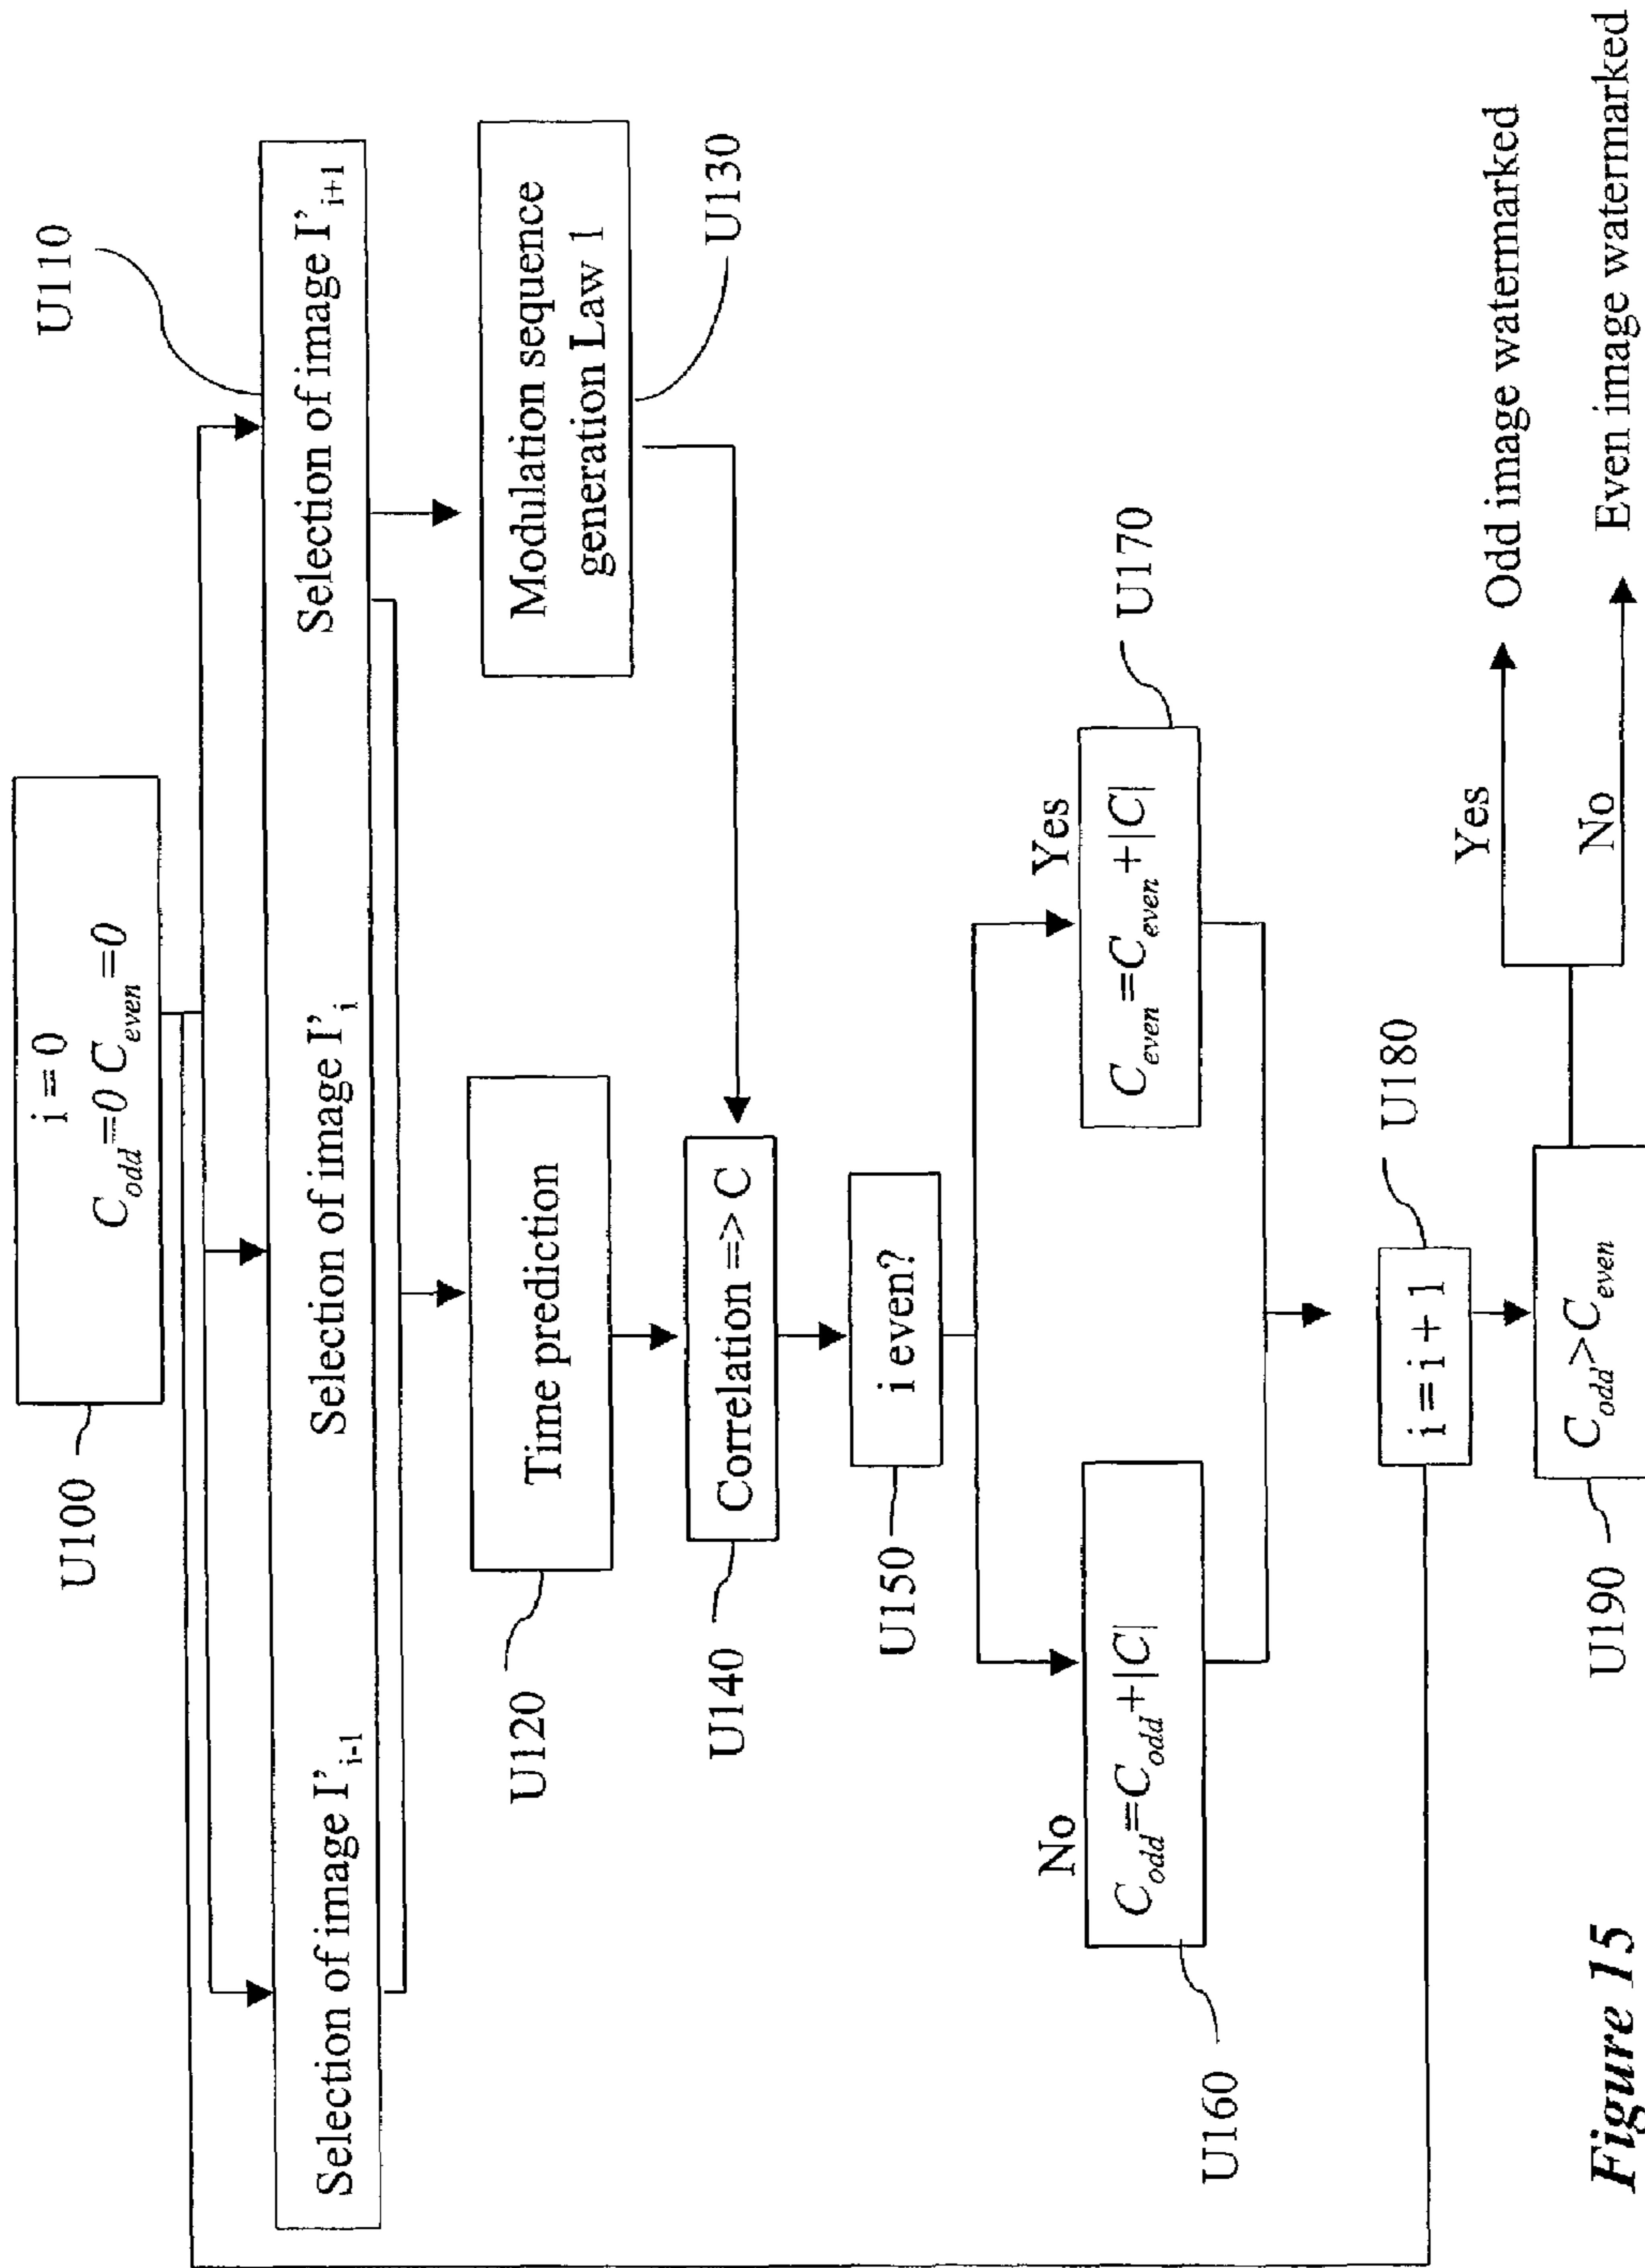 U100
i = 0
C_odd=0 C_even=0
U110
Selection of image I'_i-1
Selection of image I'_i
Selection of image I'_i+1
U120
Time prediction
Modulation sequence
generation Law 1
U130
U140
Correlation => C
U150
i even?
No
Yes
C_odd=C_odd+|C|
C_even=C_even+|C|
U160
U170
i = i + 1
U180
U190
C_odd>C_even
Yes
Odd image watermarked
No
Even image watermarked
Figure 15